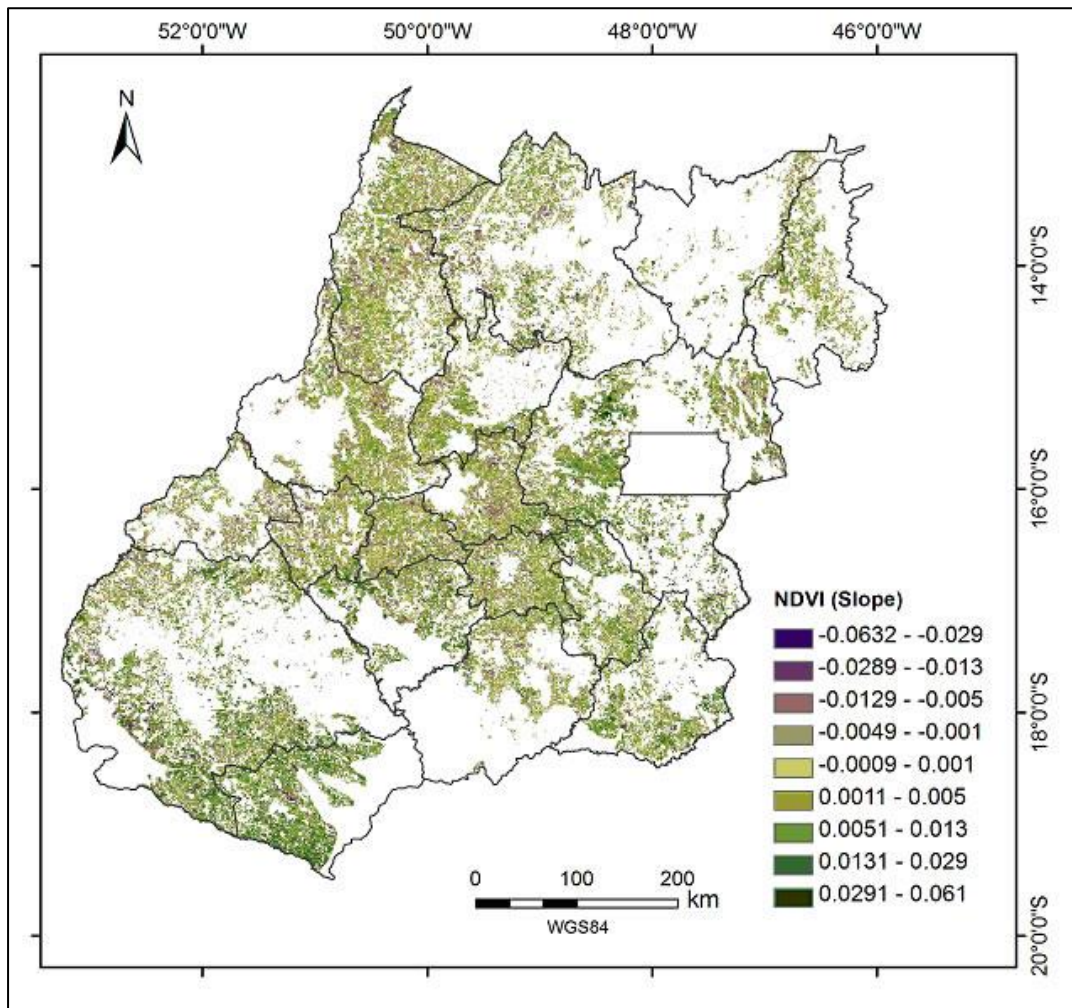 52°0'0"W 50°0'0"W 48°0'0"W 46°0'0"W
N
14°0'0"S
16°0'0"S
18°0'0"S
20°0'0"S
NDVI (Slope)
-0.0632 - -0.029
-0.0289 - -0.013
-0.0129 - -0.005
-0.0049 - -0.001
-0.0009 - 0.001
0.0011 - 0.005
0.0051 - 0.013
0.0131 - 0.029
0.0291 - 0.061
0 100 200
km
WGS84